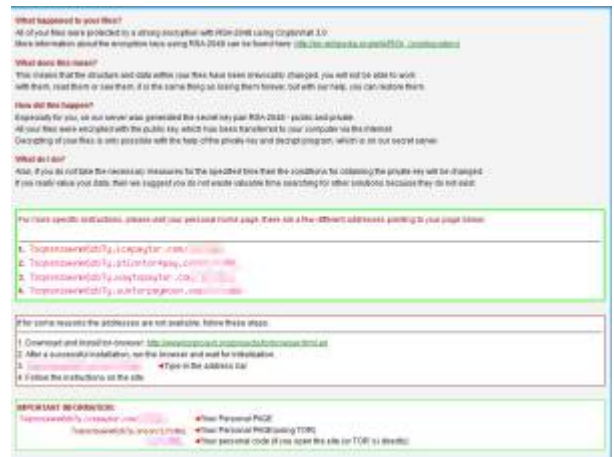 What happened to your files?
All of your files were protected by a strong encryption with RSA-2048 using CryptoWall 3.0
More information about the encryption keys using RSA-2048 can be found here:
What does this mean?
This means that the structure and data within your files have been irrevocably changed, you will not be able to work
with them, read them or see them, it is the same thing as losing them forever, but with our help, you can restore them.
How did this happen?
Especially for you, on our server was generated the secret key pair RSA-2048 - public and private.
All your files were encrypted with the public key, which has been transferred to your computer via the Internet.
Decrypting of your files is only possible with the help of the private key and decrypt program, which is on our secret server.
What do I do?
Alas, if you do not take the necessary measures for the specified time then the conditions for obtaining the private key will be changed
If you really value your data, then we suggest you do not waste valuable time searching for other solutions because they do not exist.
For more specific instructions, please visit your personal home page, there are a few different addresses pointing to your page below:
1.
2.
3.
4.
If for some reasons the addresses are not available, follow these steps:
1. Download and install tor-browser:
2. After a successful installation, run the browser and wait for initialization.
3. ◄Type in the address bar
4. Follow the instructions on the site.
IMPORTANT INFORMATION:
◄Your Personal PAGE
◄Your Personal PAGE(using TOR)
◄Your personal code (if you open the site (or TOR 's) directly)